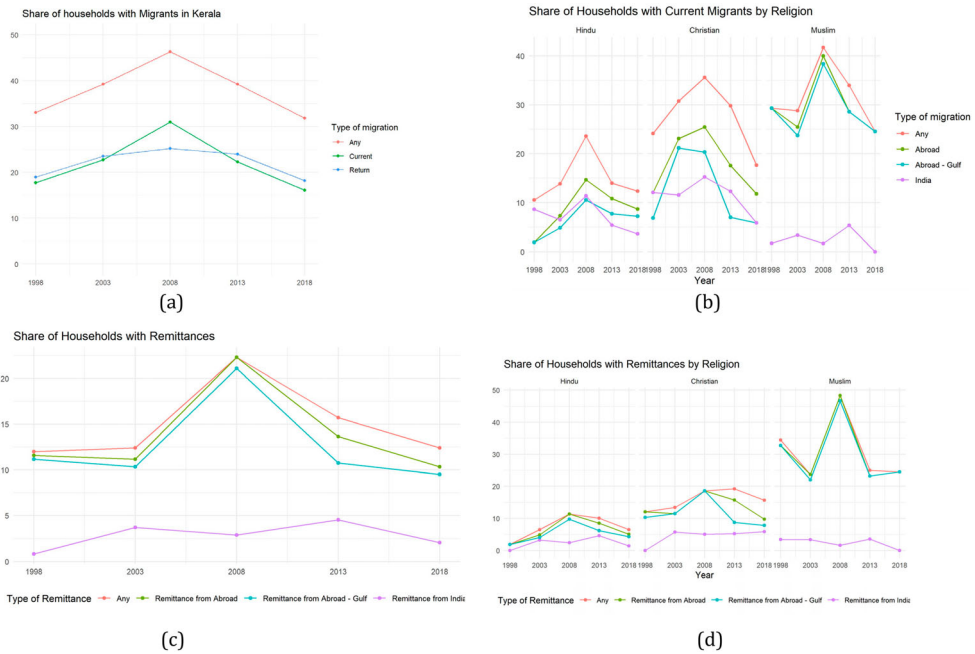 Share of households with Migrants in Kerala
50
40
30
20
10
0
1998 2003 2008 2013 2018
Type of migration
Any
Current
Return
(a)
Share of Households with Current Migrants by Religion
Hindu Christian Muslim
40
30
20
10
0
1998 2003 2008 2013 2018 1998 2003 2008 2013 2018 1998 2003 2008 2013 2018
Year
Type of migration
Any
Abroad
Abroad - Gulf
India
(b)
Share of Households with Remittances
20
15
10
5
0
1998 2003 2008 2013 2018
Type of Remittance Any Remittance from Abroad Remittance from Abroad - Gulf Remittance from India
(c)
Share of Households with Remittances by Religion
Hindu Christian Muslim
50
40
30
20
10
0
1998 2003 2008 2013 2018 1998 2003 2008 2013 2018 1998 2003 2008 2013 2018
Year
Type of Remittance Any Remittance from Abroad Remittance from Abroad - Gulf Remittance from India
(d)